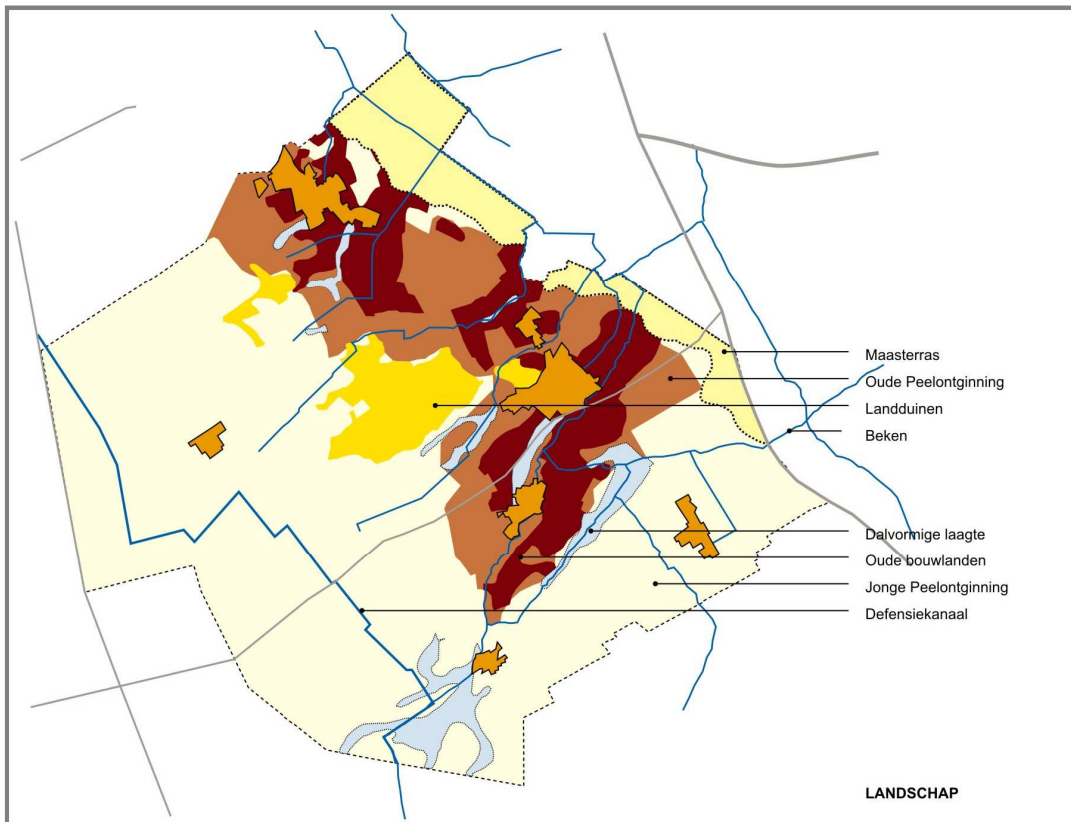 Maasterras
Oude Peelontginning
Landduinen
Beken
Dalvormige laagte
Oude bouwlanden
Jonge Peelontginning
Defensiekanaal
LANDSCHAP